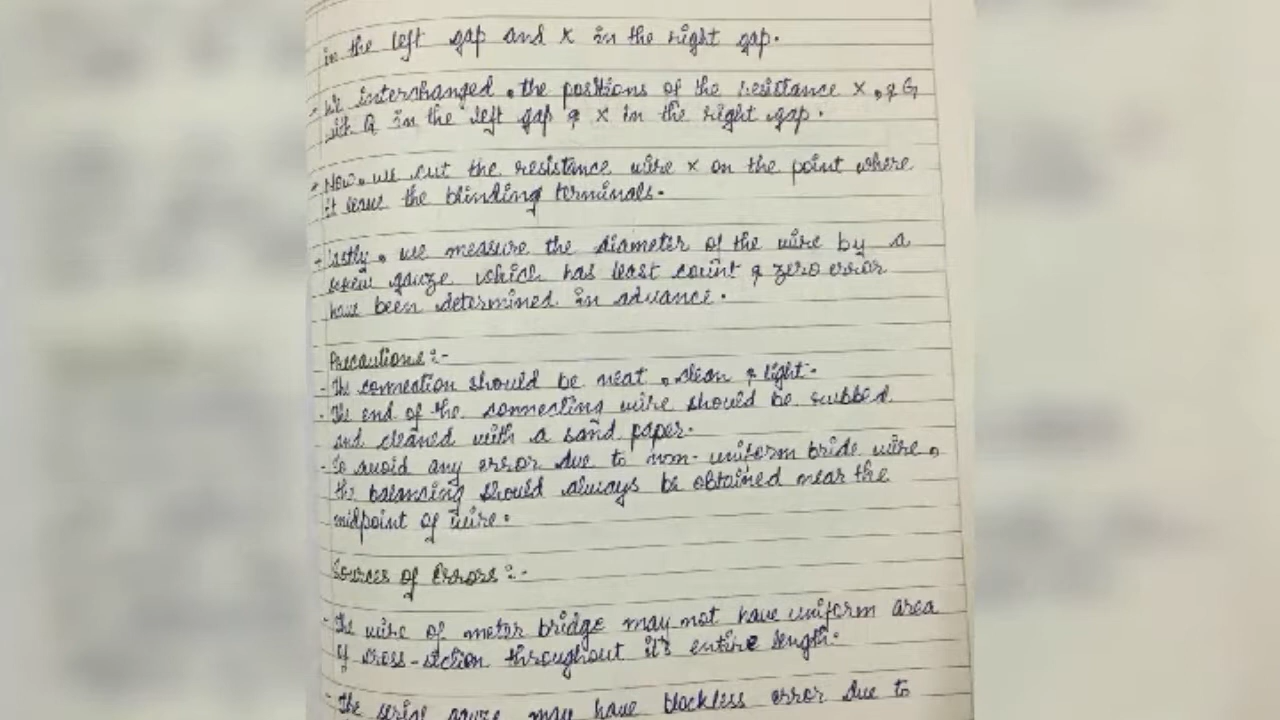 in the left gap and x in the right gap.
- We interchanged, the positions of the resistance x, & G
with Q in the left gap & x in the right gap.
- Now, we cut the resistance wire x on the point where
it leave the blinding terminals.
- Lastly, we measure the diameter of the wire by a
screw gauze which has least count & zero error
have been determined in advance.
Precautions :-
- The connection should be neat, clean & tight.
- The end of the connecting wire should be rubbed
and cleaned with a sand paper.
- To avoid any error due to non-uniform bride wire,
the balancing should always be obtained near the
midpoint of wire.
Sources of Errors :-
- The wire of meter bridge may not have uniform area
of cross-section throughout it's entire length.
- The gauze may have blackless error due to